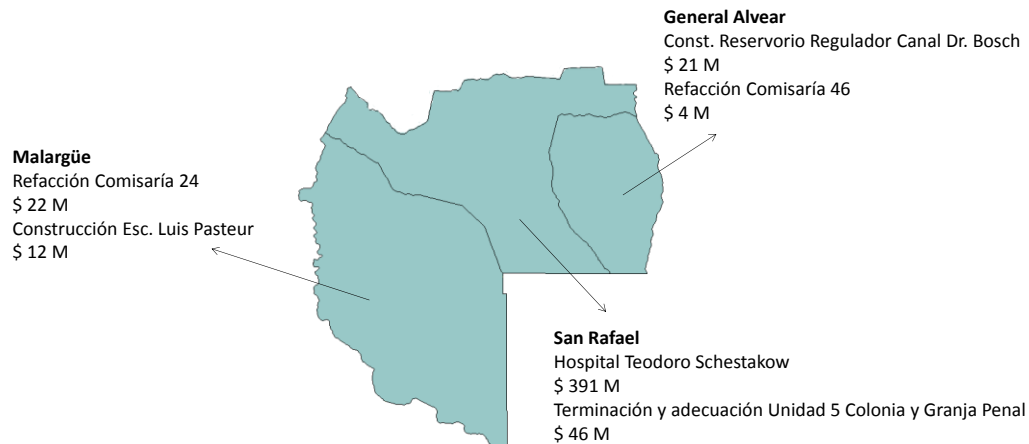 General Alvear
Const. Reservorio Regulador Canal Dr. Bosch
$ 21 M
Refacción Comisaría 46
$ 4 M
Malargüe
Refacción Comisaría 24
$ 22 M
Construcción Esc. Luis Pasteur
$ 12 M
San Rafael
Hospital Teodoro Schestakow
$ 391 M
Terminación y adecuación Unidad 5 Colonia y Granja Penal
$ 46 M